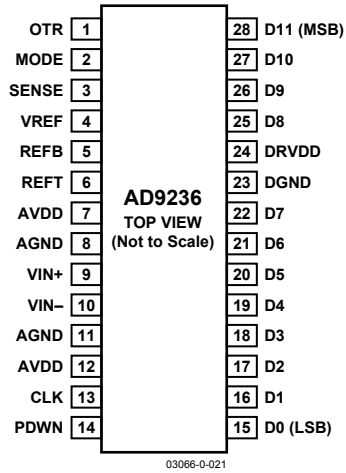 OTR 1 28 D11 (MSB)
MODE 2 27 D10
SENSE 3 26 D9
VREF 4 25 D8
REFB 5 24 DRVDD
REFT 6 23 DGND
AD9236
AVDD 7 22 D7
TOP VIEW
AGND 8 21 D6
(Not to Scale)
VIN+ 9 20 D5
VIN– 10 19 D4
AGND 11 18 D3
AVDD 12 17 D2
CLK 13 16 D1
PDWN 14 15 D0 (LSB)
03066-0-021